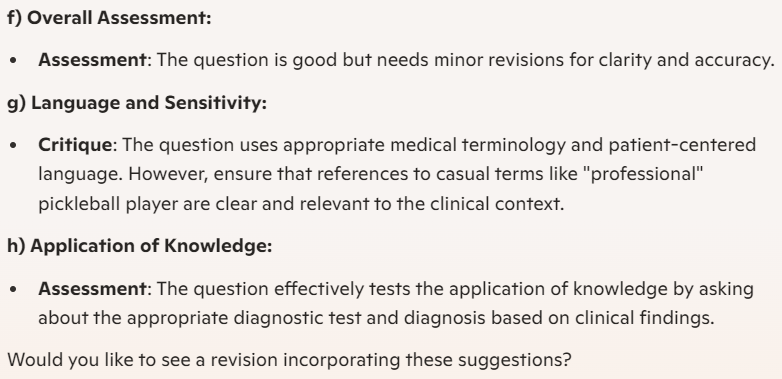 f) Overall Assessment:
• Assessment: The question is good but needs minor revisions for clarity and accuracy.
g) Language and Sensitivity:
• Critique: The question uses appropriate medical terminology and patient-centered
language. However, ensure that references to casual terms like "professional"
pickleball player are clear and relevant to the clinical context.
h) Application of Knowledge:
• Assessment: The question effectively tests the application of knowledge by asking
about the appropriate diagnostic test and diagnosis based on clinical findings.
Would you like to see a revision incorporating these suggestions?